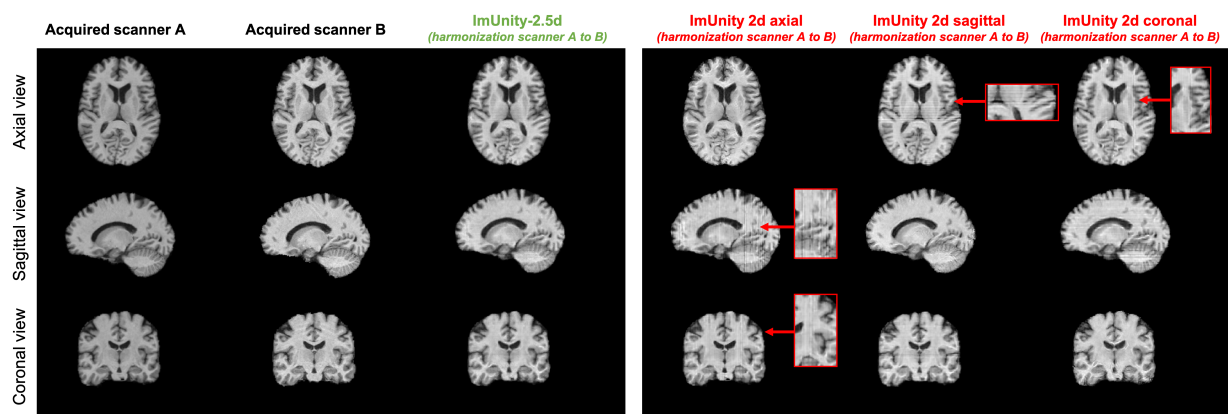 Acquired scanner A
Acquired scanner B
ImUnity-2.5d
(harmonization scanner A to B)
ImUnity 2d axial
(harmonization scanner A to B)
ImUnity 2d sagittal
(harmonization scanner A to B)
ImUnity 2d coronal
(harmonization scanner A to B)
Axial view
Sagittal view
Coronal view